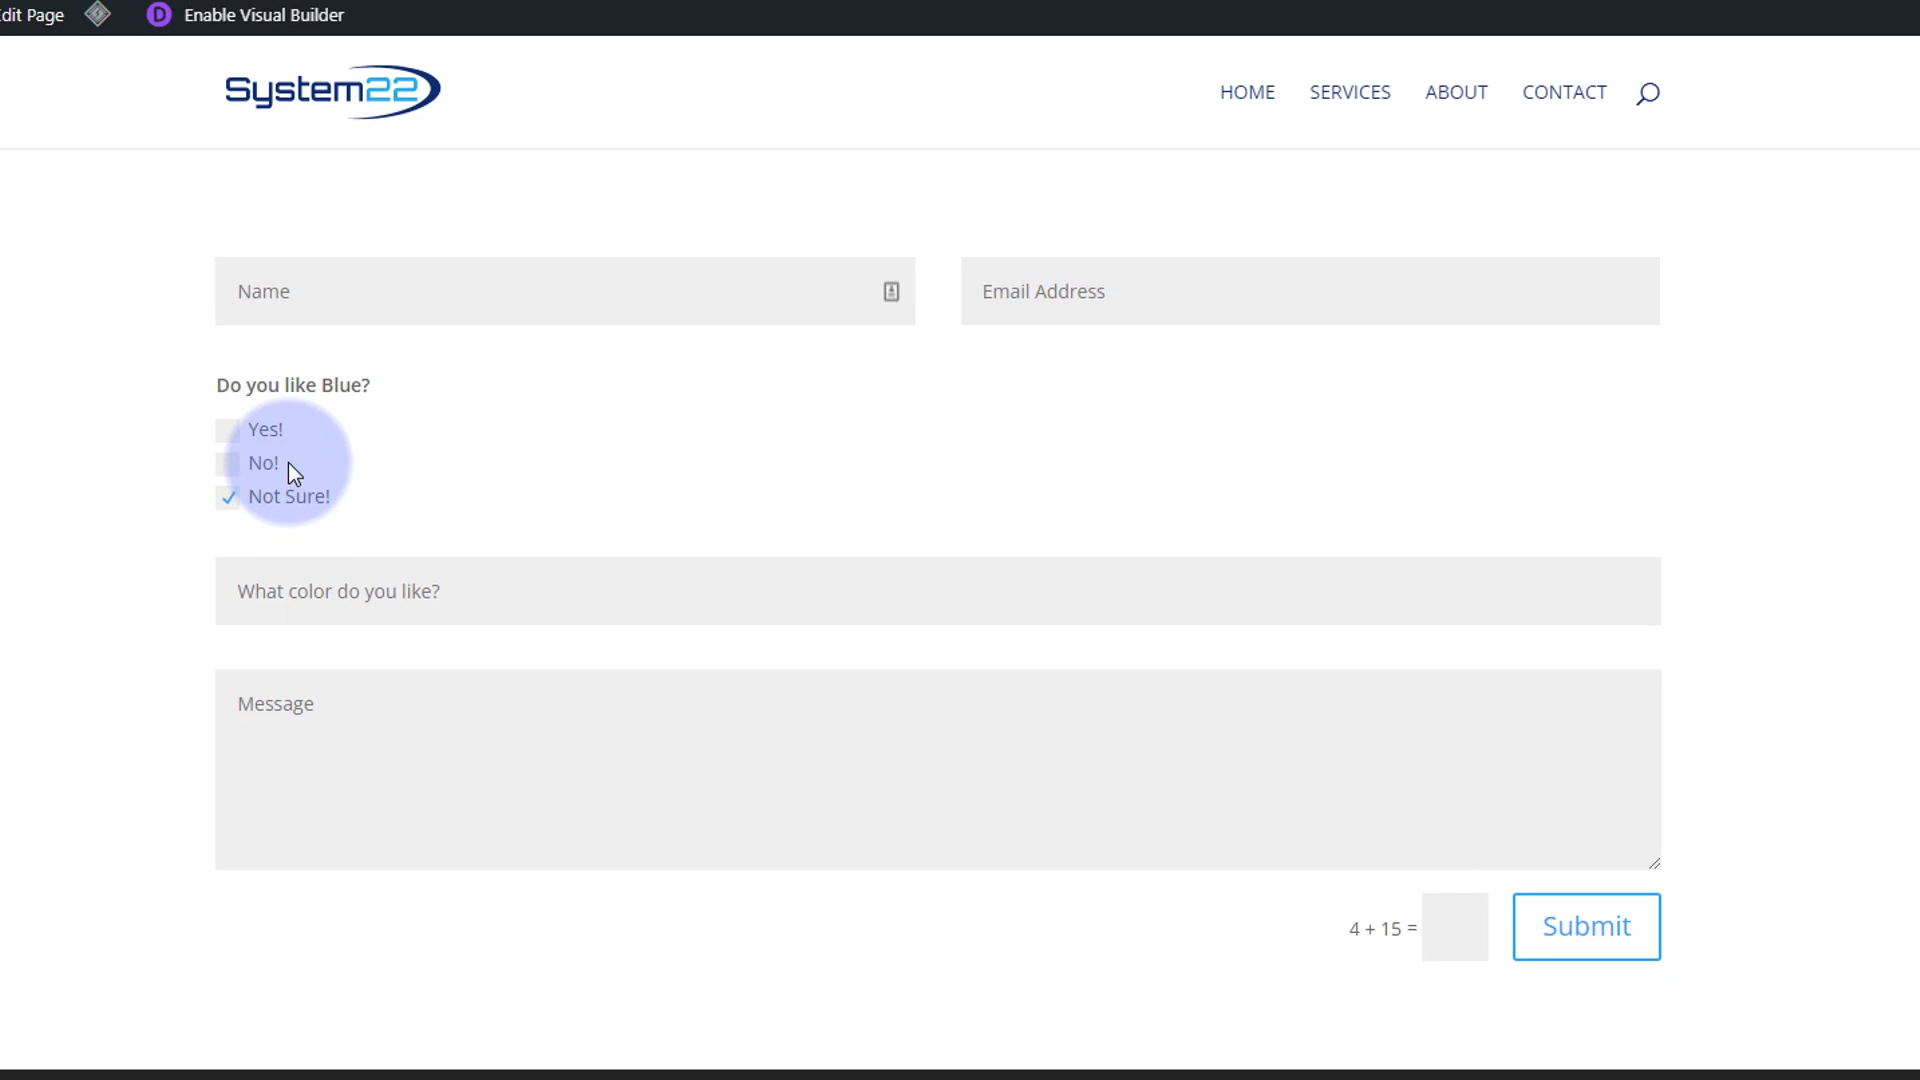 dit Page D Enable Visual Builder
System22
HOME SERVICES ABOUT CONTACT
Name
Email Address
Do you like Blue?
Yes!
No!
Not Sure!
What color do you like?
Message
4 + 15 =
Submit